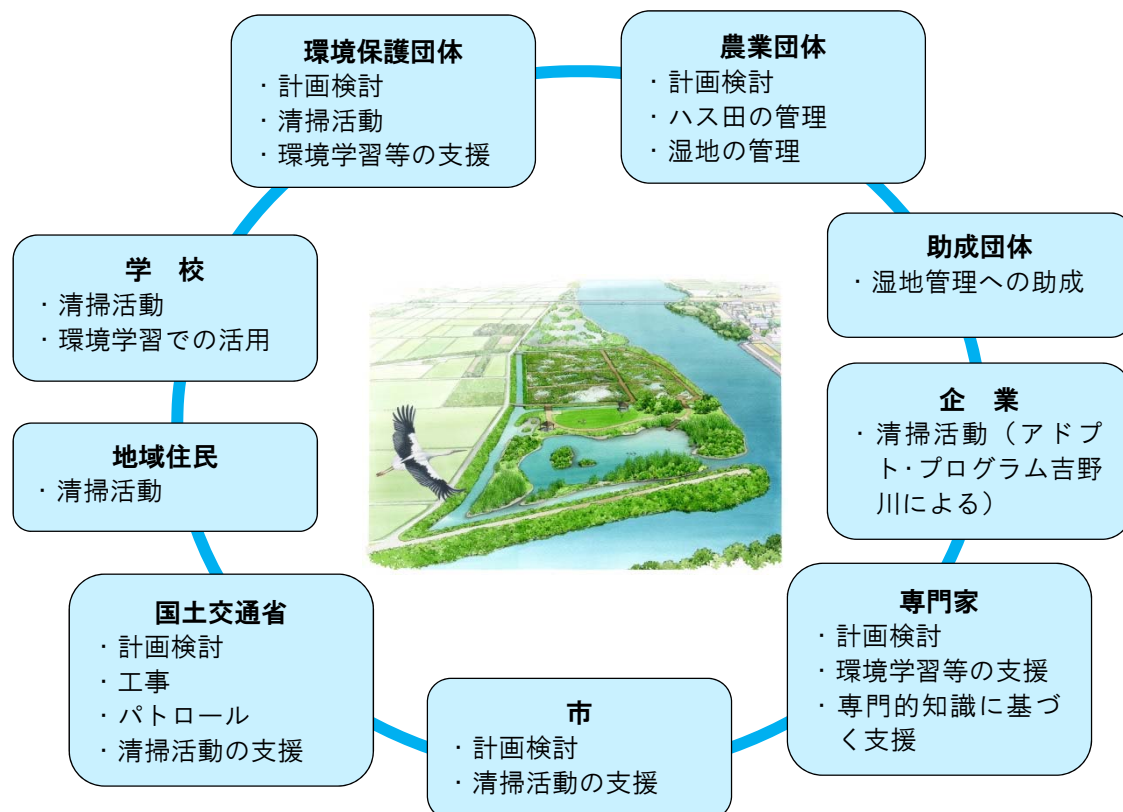 環境保護団体
・計画検討
・清掃活動
・環境学習等の支援
農業団体
・計画検討
・ハス田の管理
・湿地の管理
学　校
・清掃活動
・環境学習での活用
助成団体
・湿地管理への助成
地域住民
・清掃活動
企　業
・清掃活動（アドプ
ト・プログラム吉野
川による）
国土交通省
・計画検討
・工事
・パトロール
・清掃活動の支援
市
・計画検討
・清掃活動の支援
専門家
・計画検討
・環境学習等の支援
・専門的知識に基づ
く支援